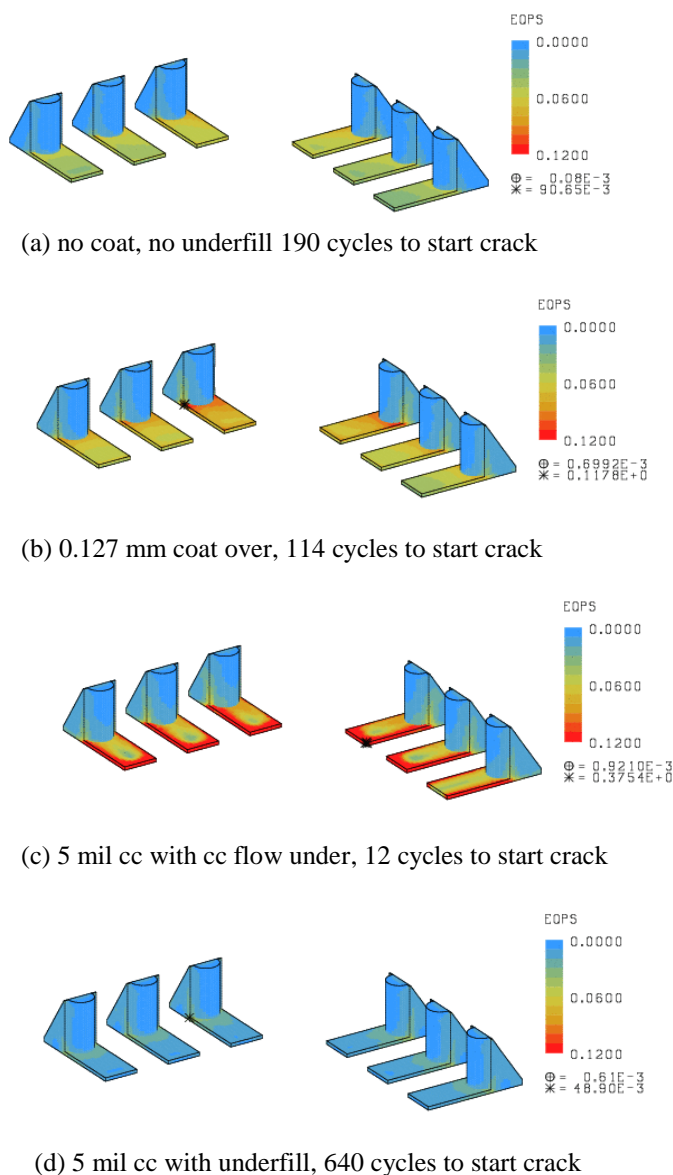 EQPS
0.0000
0.0600
0.1200
⊕ = 0.08E-3
✳ = 90.65E-3
(a) no coat, no underfill 190 cycles to start crack
EQPS
0.0000
0.0600
0.1200
⊕ = 0.6992E-3
✳ = 0.1178E+0
(b) 0.127 mm coat over, 114 cycles to start crack
EQPS
0.0000
0.0600
0.1200
⊕ = 0.9210E-3
✳ = 0.3754E+0
(c) 5 mil cc with cc flow under, 12 cycles to start crack
EQPS
0.0000
0.0600
0.1200
⊕ = 0.61E-3
✳ = 48.90E-3
(d) 5 mil cc with underfill, 640 cycles to start crack